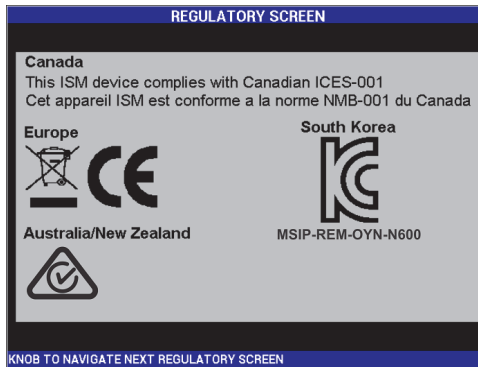 REGULATORY SCREEN
Canada
This ISM device complies with Canadian ICES-001
Cet appareil ISM est conforme a la norme NMB-001 du Canada
Europe
CE
South Korea
MSIP-REM-OYN-N600
Australia/New Zealand
KNOB TO NAVIGATE NEXT REGULATORY SCREEN